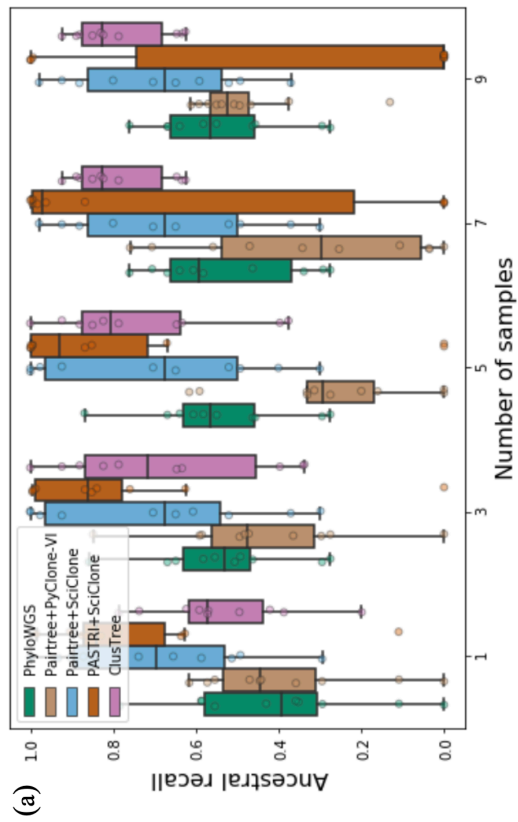 (a)
Ancestral recall
1.0
0.8
0.6
0.4
0.2
0.0
PhyloWGS
Pairtree+PyClone-VI
Pairtree+SciClone
PASTRI+SciClone
ClusTree
1
3
5
7
9
Number of samples